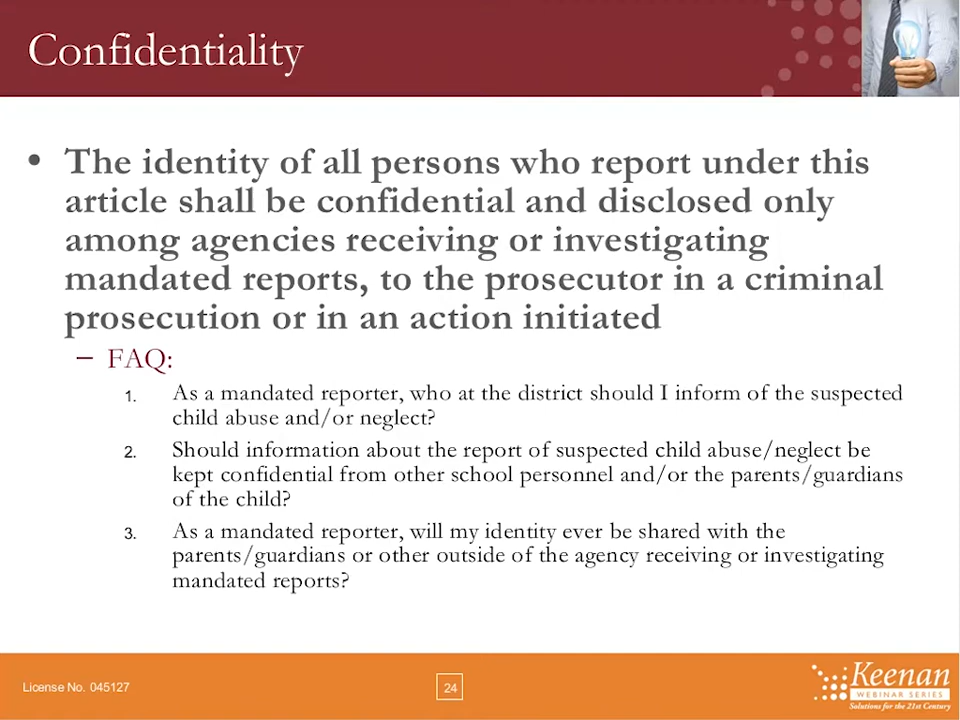 Confidentiality
• The identity of all persons who report under this
article shall be confidential and disclosed only
among agencies receiving or investigating
mandated reports, to the prosecutor in a criminal
prosecution or in an action initiated
– FAQ:
1. As a mandated reporter, who at the district should I inform of the suspected
child abuse and/or neglect?
2. Should information about the report of suspected child abuse/neglect be
kept confidential from other school personnel and/or the parents/guardians
of the child?
3. As a mandated reporter, will my identity ever be shared with the
parents/guardians or other outside of the agency receiving or investigating
mandated reports?
License No. 045127
24
Keenan
WEBINAR SERIES
Solutions for the 21st Century